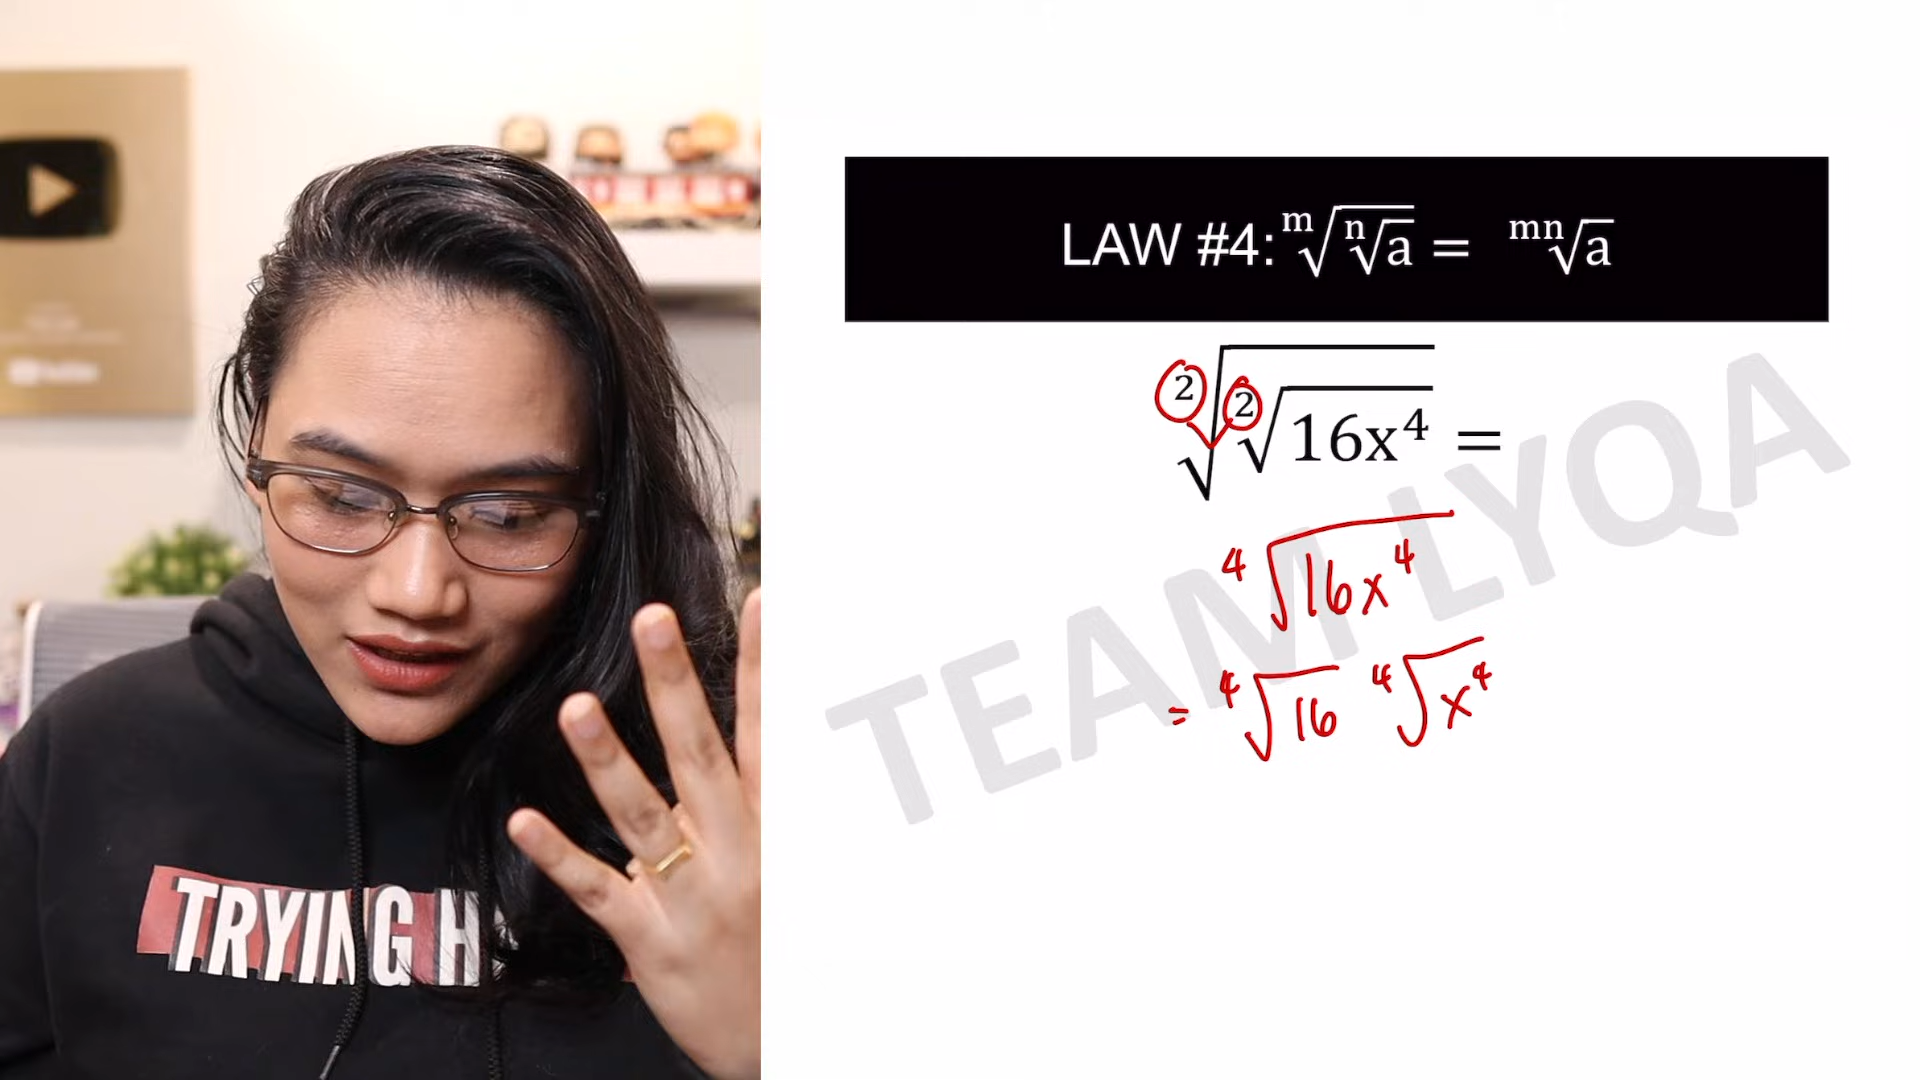 LAW #4: ᵐ√ⁿ√a = ᵐⁿ√a
²√²√16x⁴ =
⁴√16x⁴
= ⁴√16 ⁴√x⁴
TEAM LYQA
TRYING H